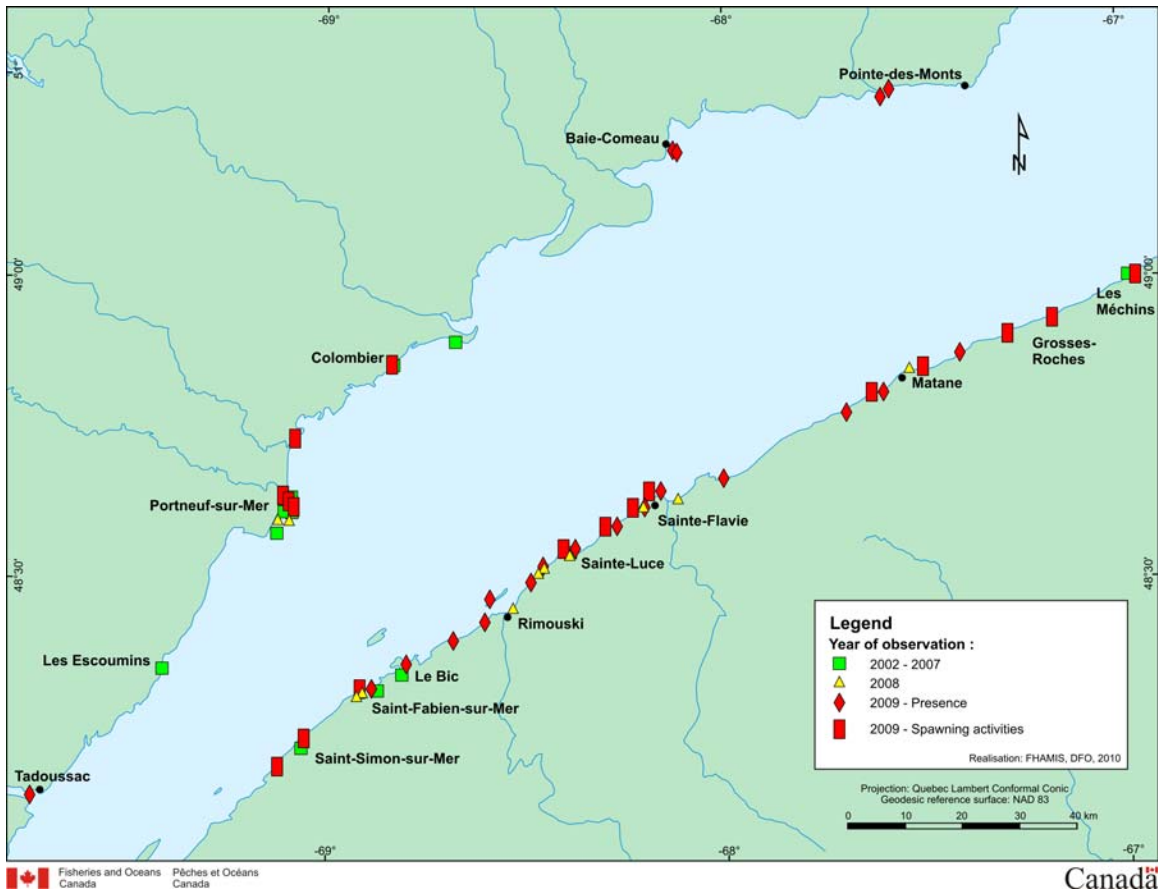 -69°
-68°
-67°
51°
Pointe-des-Monts
Baie-Comeau
N
49°00'
49°00'
Les
Méchins
Colombier
Grosses-
Roches
Matane
Portneuf-sur-Mer
Sainte-Flavie
48°30'
Sainte-Luce
48°30'
Rimouski
Les Escoumins
Le Bic
Saint-Fabien-sur-Mer
Saint-Simon-sur-Mer
Tadoussac
Legend
Year of observation :
2002 - 2007
2008
2009 - Presence
2009 - Spawning activities
Realisation: FHAMIS, DFO, 2010
Projection: Quebec Lambert Conformal Conic
Geodesic reference surface: NAD 83
0 10 20 30 40 km
-69°
-68°
-67°
Fisheries and Oceans Pêches et Océans
Canada Canada
Canada